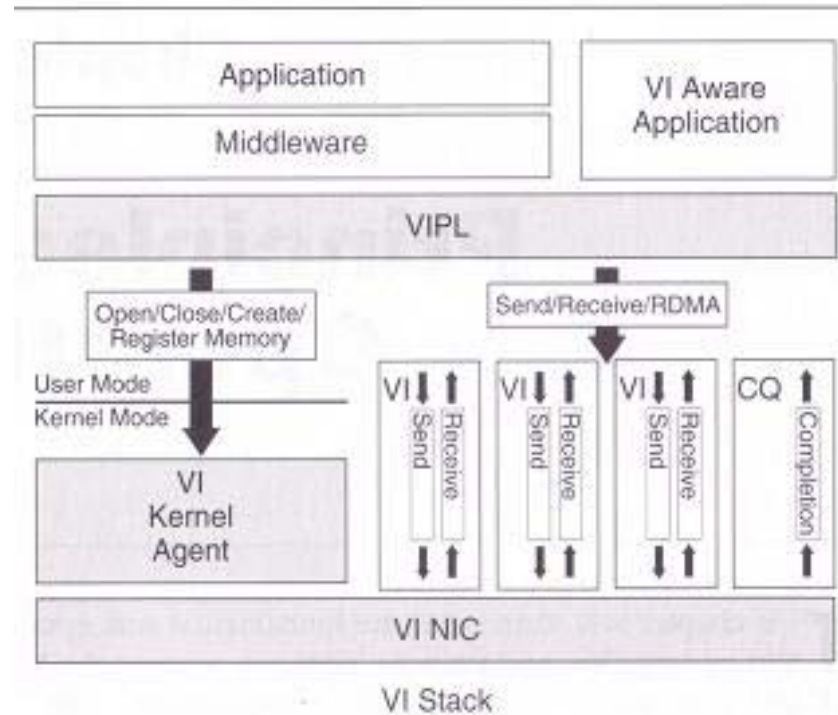 Application
Middleware
VI Aware
Application
VIPL
Open/Close/Create/
Register Memory
Send/Receive/RDMA
User Mode
Kernel Mode
VI
Kernel
Agent
VI
Send
Receive
VI
Send
Receive
VI
Send
Receive
CQ
Completion
VI NIC
VI Stack